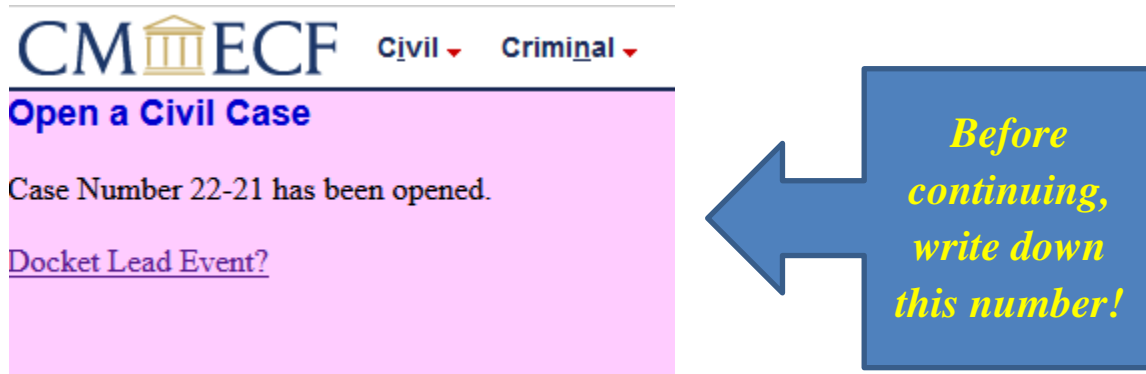 CM ECF Civil Criminal
Open a Civil Case
Case Number 22-21 has been opened.
Docket Lead Event?
Before
continuing,
write down
this number!